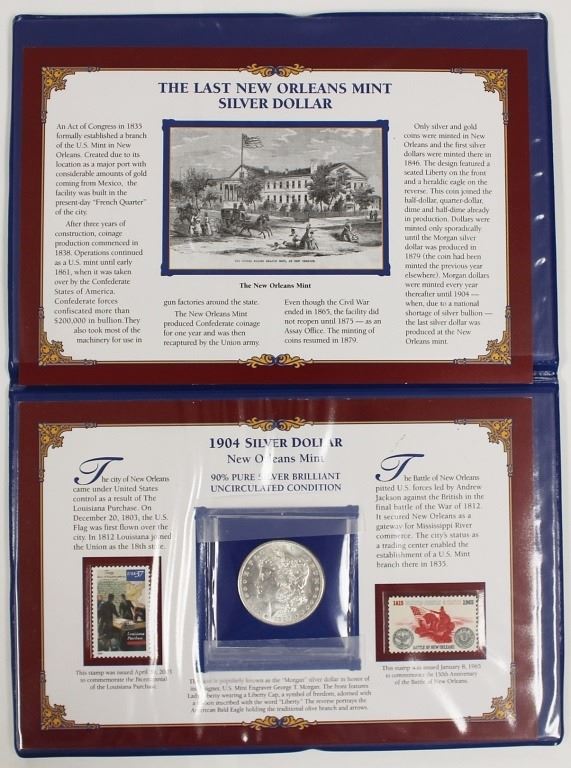 THE LAST NEW ORLEANS MINT
SILVER DOLLAR
An Act of Congress in 1835
formally established a branch
of the U.S. Mint in New
Orleans. Created due to its
location as a major port with
considerable amounts of gold
coming from Mexico, the
facility was built in the
present-day "French Quarter"
of the city.
After three years of
construction, coinage
production commenced in
1838. Operations continued
as a U.S. mint until early
1861, when it was taken
over by the Confederate
States of America.
Confederate forces
confiscated more than
$200,000 in bullion. They
also took most of the
machinery for use in
The New Orleans Mint
gun factories around the state.
The New Orleans Mint
produced Confederate coinage
for one year and was then
recaptured by the Union army.
Even though the Civil War
ended in 1865, the facility did
not reopen until 1875 — as an
Assay Office. The minting of
coins resumed in 1879.
Only silver and gold
coins were minted in New
Orleans and the first silver
dollars were minted there in
1846. The design featured a
seated Liberty on the front
and a heraldic eagle on the
reverse. This coin joined the
half-dollar, quarter-dollar,
dime and half-dime already
in production. Dollars were
minted only sporadically
until the Morgan silver
dollar was produced in
1879 (the coin had been
minted the previous year
elsewhere). Morgan dollars
were minted every year
thereafter until 1904 —
when, due to a national
shortage of silver bullion —
the last silver dollar was
produced at the New
Orleans mint.
1904 SILVER DOLLAR
New Orleans Mint
90% PURE SILVER BRILLIANT
UNCIRCULATED CONDITION
The city of New Orleans
came under United States
control as a result of The
Louisiana Purchase. On
December 20, 1803, the U.S.
Flag was first flown over the
city. In 1812 Louisiana joined
the Union as the 18th state.
USA 37
Louisiana
Purchase
This stamp was issued April 30, 2003
to commemorate the Bicentennial
of the Louisiana Purchase.
The Battle of New Orleans
pitted U.S. forces led by Andrew
Jackson against the British in the
final battle of the War of 1812.
It secured New Orleans as a
gateway for Mississippi River
commerce. The city's status as
a trading center enabled the
establishment of a U.S. Mint
branch there in 1835.
1815 1965
BATTLE OF NEW ORLEANS
This stamp was issued January 8, 1965
to commemorate the 150th Anniversary
of the Battle of New Orleans.
The coin is popularly known as the "Morgan" silver dollar in honor of
its designer, U.S. Mint Engraver George T. Morgan. The front features
Lady Liberty wearing a Liberty Cap, a symbol of freedom, adorned with
a ribbon inscribed with the word "Liberty." The reverse portrays the
American Bald Eagle holding the traditional olive branch and arrows.